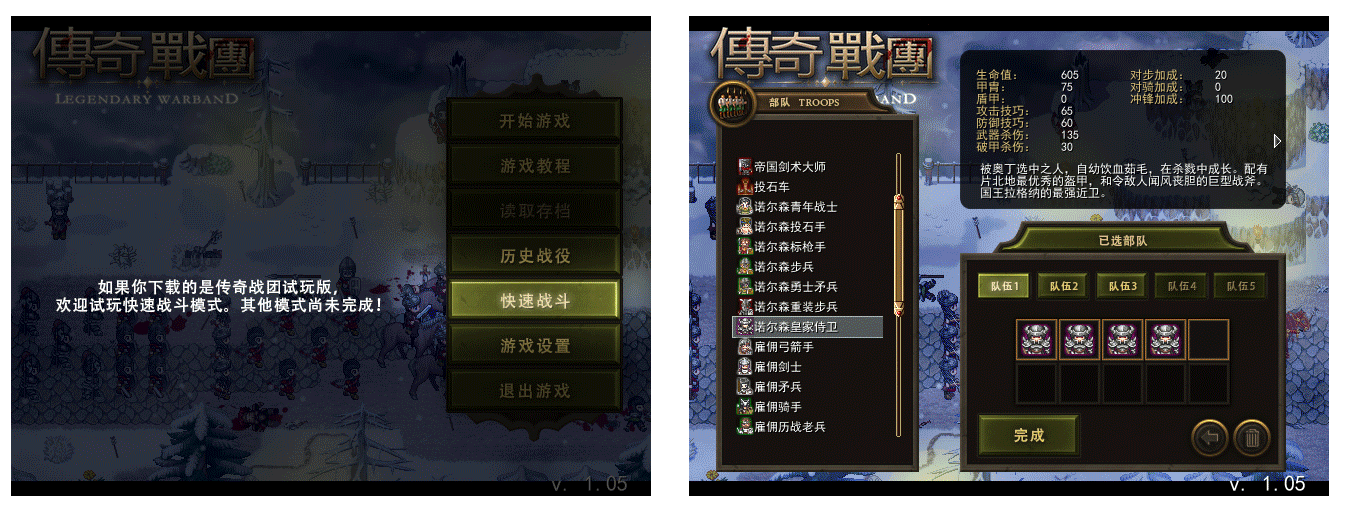 傳奇戰團
LEGENDARY WARBAND
开始游戏
游戏教程
读取存档
历史战役
快速战斗
游戏设置
退出游戏
如果你下载的是传奇战团试玩版,
欢迎试玩快速战斗模式。其他模式尚未完成!
v. 1.05
傳奇戰團
AND
部队 TROOPS
帝国剑术大师
投石车
诺尔森青年战士
诺尔森投石手
诺尔森标枪手
诺尔森步兵
诺尔森勇士矛兵
诺尔森重装步兵
诺尔森皇家侍卫
雇佣弓箭手
雇佣剑士
雇佣矛兵
雇佣骑手
雇佣历战老兵
生命值: 605 对步加成: 20
甲胄: 75 对骑加成: 0
盾甲: 0 冲锋加成: 100
攻击技巧: 65
防御技巧: 60
武器杀伤: 135
破甲杀伤: 30
被奥丁选中之人,自幼饮血茹毛,在杀戮中成长。配有
片北地最优秀的盔甲,和令敌人闻风丧胆的巨型战斧。
国王拉格纳的最强近卫。
已选部队
队伍1 队伍2 队伍3 队伍4 队伍5
完成
v. 1.05